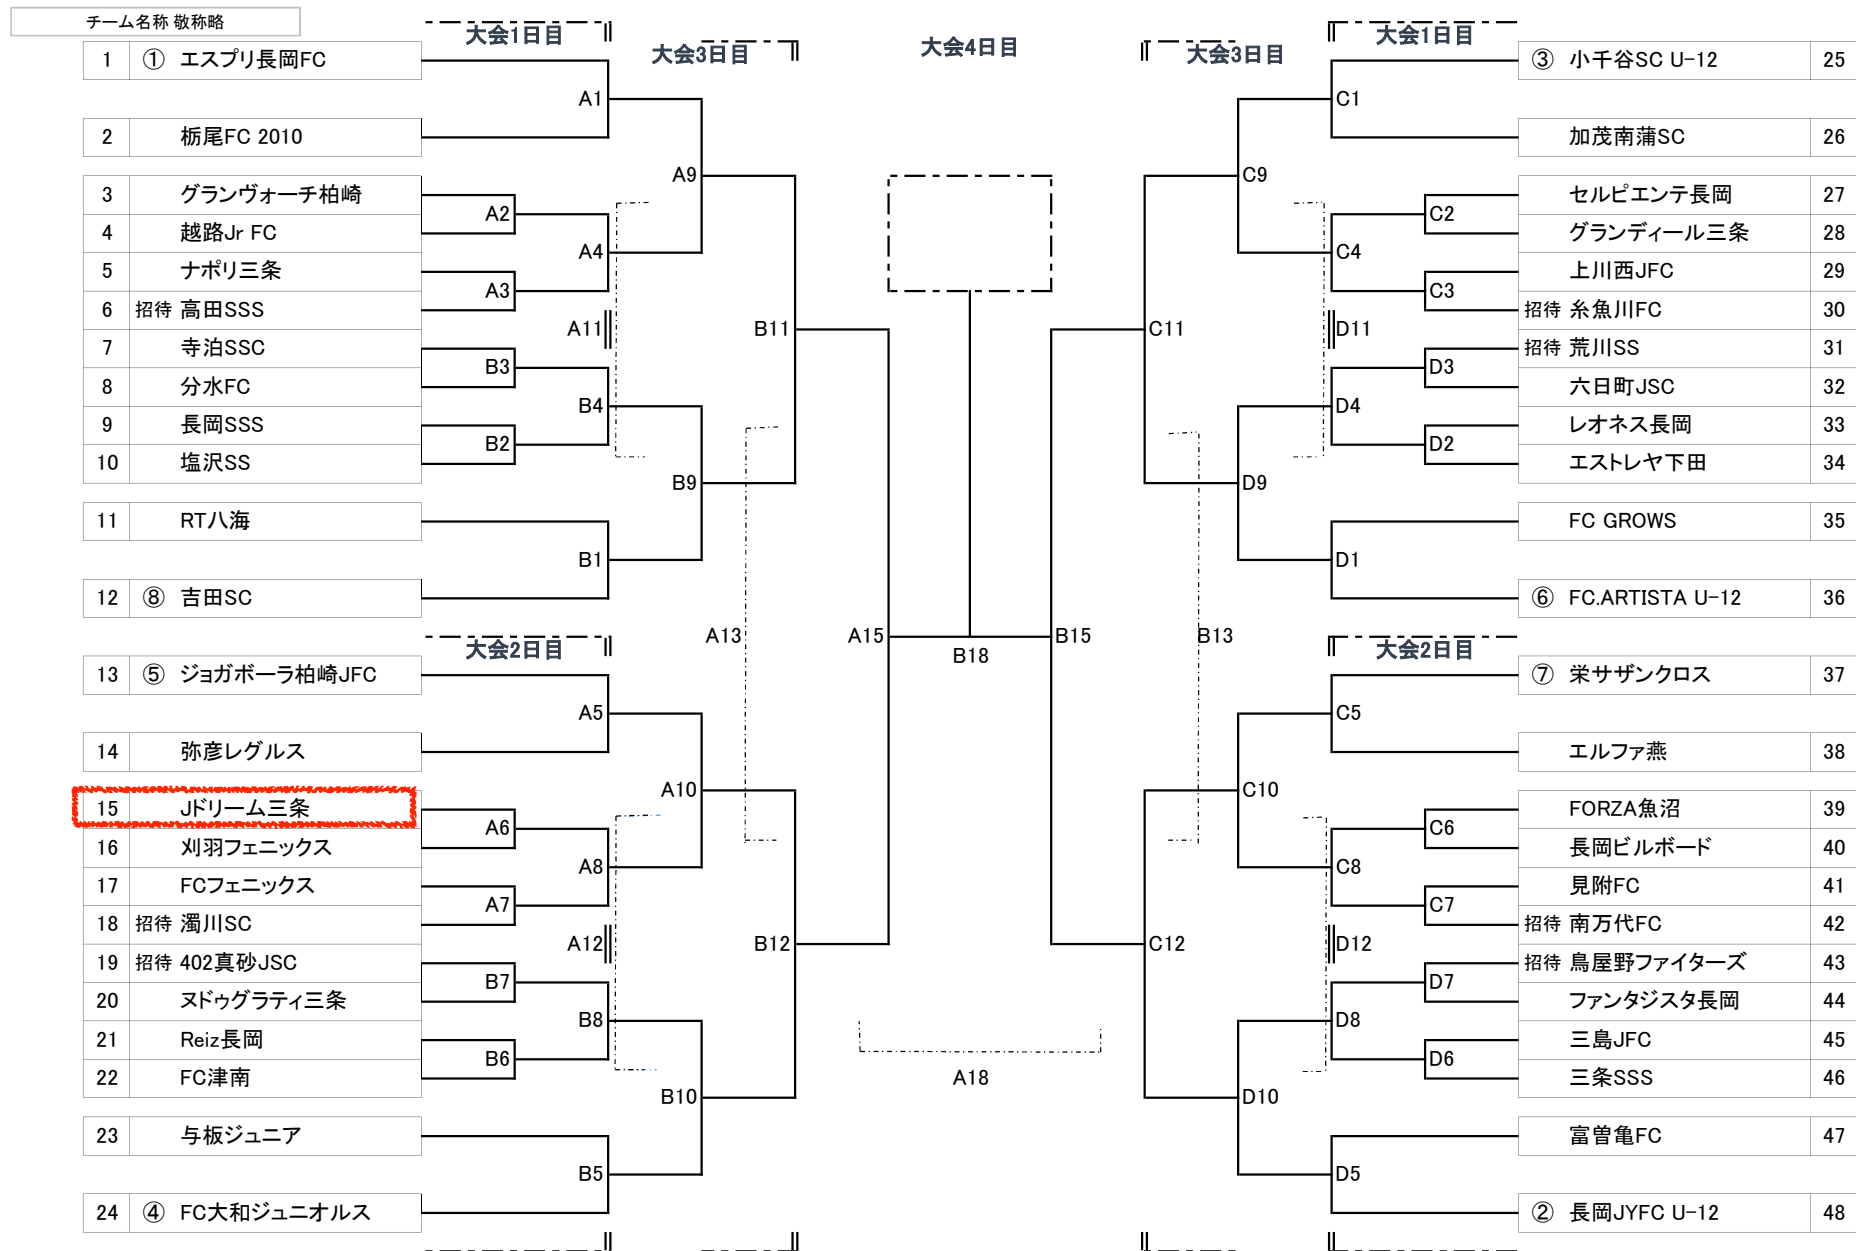 チーム名称 敬称略
大会1日目
大会3日目
大会4日目
大会3日目
大会1日目
1 ① エスプリ長岡FC
2 栃尾FC 2010
3 グランヴォーチ柏崎
4 越路Jr FC
5 ナポリ三条
6 招待 高田SSS
7 寺泊SSC
8 分水FC
9 長岡SSS
10 塩沢SS
11 RT八海
12 ⑧ 吉田SC
大会2日目
13 ⑤ ジョガボーラ柏崎JFC
14 弥彦レグルス
15 Jドリーム三条
16 刈羽フェニックス
17 FCフェニックス
18 招待 濁川SC
19 招待 402真砂JSC
20 ヌドゥグラティ三条
21 Reiz長岡
22 FC津南
23 与板ジュニア
24 ④ FC大和ジュニオルス
A1
A2
A4
A3
A11
B3
B4
B2
B1
A5
A6
A8
A7
A12
B7
B8
B6
B5
A9
B9
A10
B10
B11
A13
B12
A15
B18
A18
B15
C11
B13
C12
C9
D9
C10
D10
C1
C2
C4
C3
D11
D3
D4
D2
D1
C5
C6
C8
C7
D12
D7
D8
D6
D5
③ 小千谷SC U-12 25
加茂南蒲SC 26
セルピエンテ長岡 27
グランディール三条 28
上川西JFC 29
招待 糸魚川FC 30
招待 荒川SS 31
六日町JSC 32
レオネス長岡 33
エストレヤ下田 34
FC GROWS 35
⑥ FC.ARTISTA U-12 36
大会2日目
⑦ 栄サザンクロス 37
エルファ燕 38
FORZA魚沼 39
長岡ビルボード 40
見附FC 41
招待 南万代FC 42
招待 鳥屋野ファイターズ 43
ファンタジスタ長岡 44
三島JFC 45
三条SSS 46
富曽亀FC 47
② 長岡JYFC U-12 48